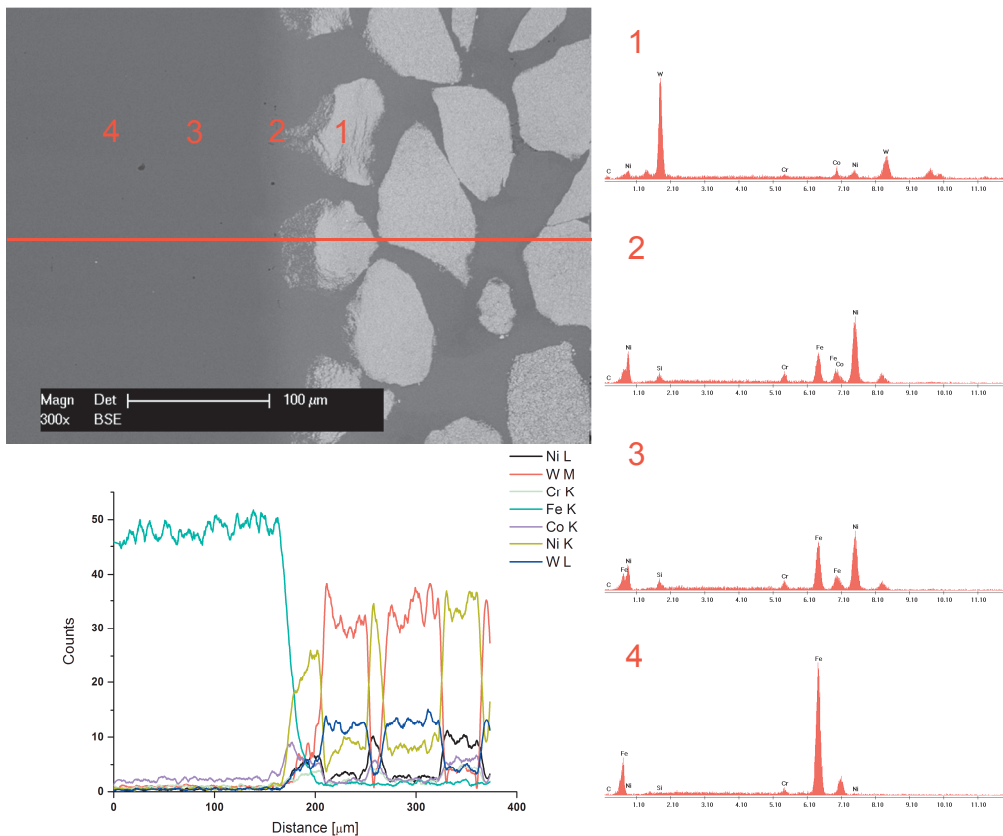 4 3 2 1
Magn Det 100 µm
300x BSE
1
W
C Ni Cr Co Ni W
1.10 2.10 3.10 4.10 5.10 6.10 7.10 8.10 9.10 10.10 11.10
2
C Ni Si Cr Fe Fe Co Ni
1.10 2.10 3.10 4.10 5.10 6.10 7.10 8.10 9.10 10.10 11.10
3
C Fe Ni Si Cr Fe Fe Ni
1.10 2.10 3.10 4.10 5.10 6.10 7.10 8.10 9.10 10.10 11.10
4
C Fe Ni Si Cr Fe Ni
1.10 2.10 3.10 4.10 5.10 6.10 7.10 8.10 9.10 10.10 11.10
Ni L
W M
Cr K
Fe K
Co K
Ni K
W L
Counts
50
40
30
20
10
0
0 100 200 300 400
Distance [µm]